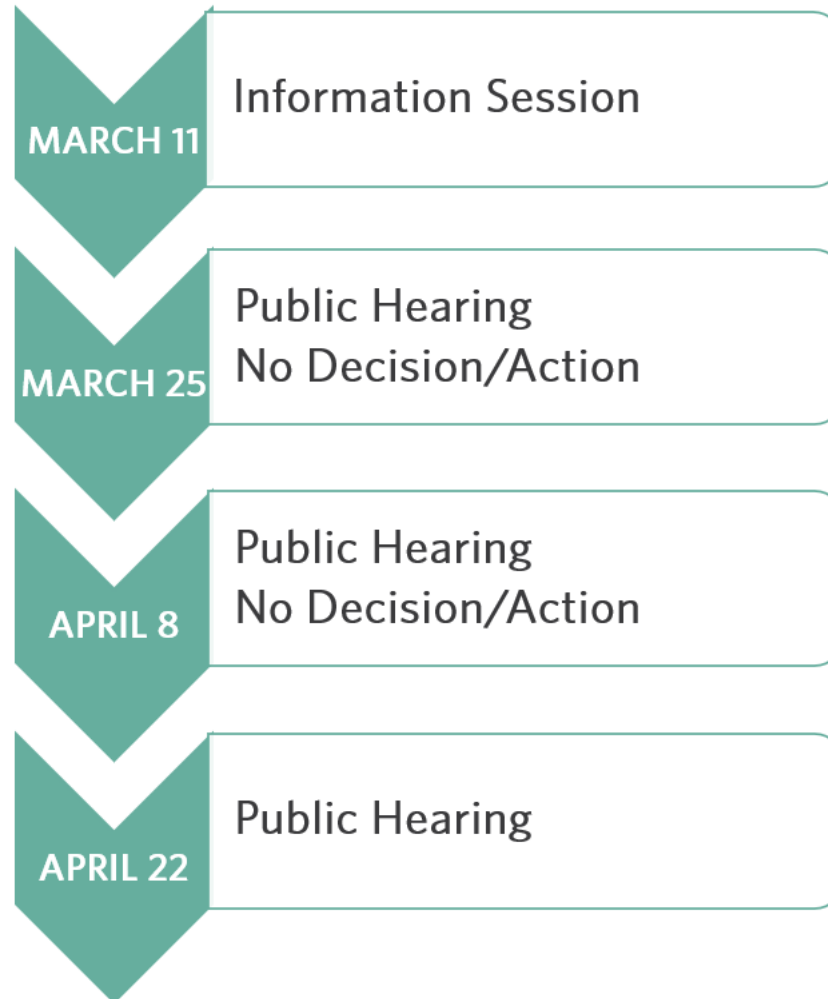 MARCH 11
Information Session
MARCH 25
Public Hearing
No Decision/Action
APRIL 8
Public Hearing
No Decision/Action
APRIL 22
Public Hearing